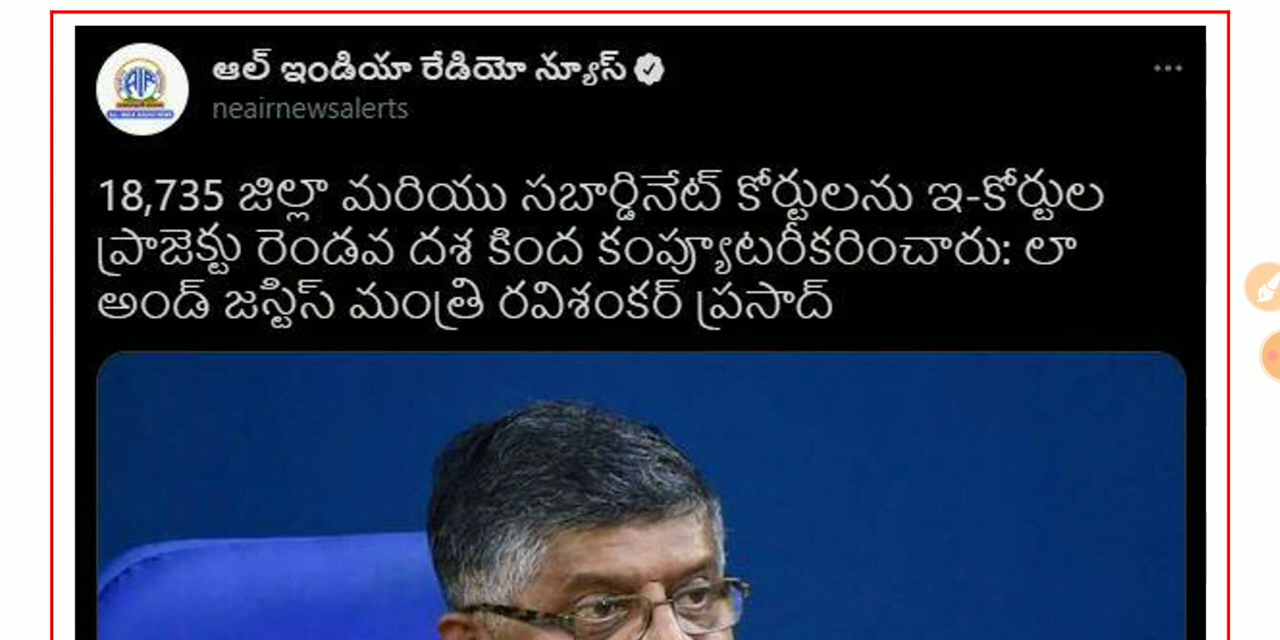 ఆల్ ఇండియా రేడియో న్యూస్
neairnewsalerts
18,735 జిల్లా మరియు సబార్డినేట్ కోర్టులను ఇ-కోర్టుల
ప్రాజెక్టు రెండవ దశ కింద కంప్యూటరీకరించారు: లా
అండ్ జస్టిస్ మంత్రి రవిశంకర్ ప్రసాద్